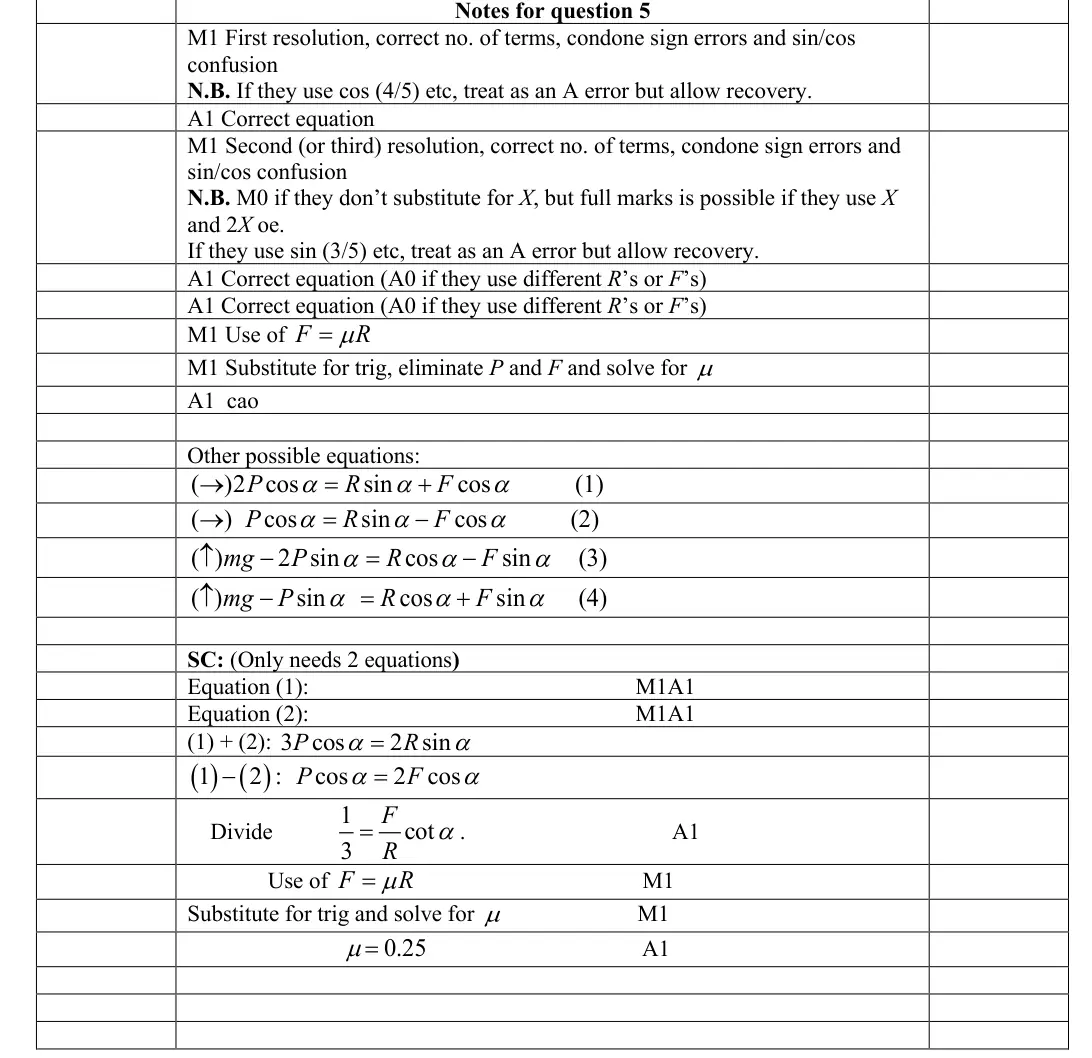 Notes for question 5
M1 First resolution, correct no. of terms, condone sign errors and sin/cos
confusion
N.B. If they use cos (4/5) etc, treat as an A error but allow recovery.
A1 Correct equation
M1 Second (or third) resolution, correct no. of terms, condone sign errors and
sin/cos confusion
N.B. M0 if they don’t substitute for X, but full marks is possible if they use X
and 2X oe.
If they use sin (3/5) etc, treat as an A error but allow recovery.
A1 Correct equation (A0 if they use different R’s or F’s)
A1 Correct equation (A0 if they use different R’s or F’s)
M1 Use of F = μR
M1 Substitute for trig, eliminate P and F and solve for μ
A1 cao
Other possible equations:
(→)2P cos α = R sin α + F cos α (1)
(→) P cos α = R sin α − F cos α (2)
(↑)mg − 2P sin α = R cos α − F sin α (3)
(↑)mg − P sin α = R cos α + F sin α (4)
SC: (Only needs 2 equations)
Equation (1): M1A1
Equation (2): M1A1
(1) + (2): 3P cos α = 2R sin α
(1) − (2): P cos α = 2F cos α
Divide 1/3 = F/R cot α . A1
Use of F = μR M1
Substitute for trig and solve for μ M1
μ = 0.25 A1